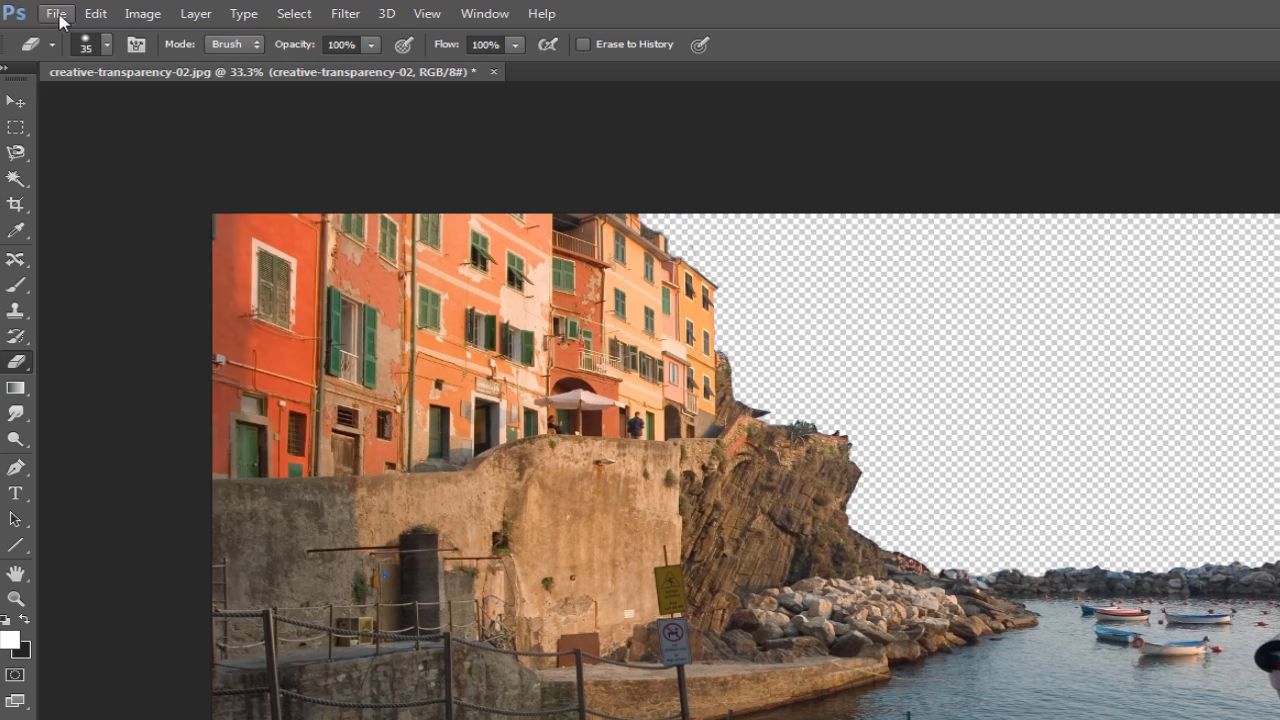 Ps File Edit Image Layer Type Select Filter 3D View Window Help
35 Mode: Brush Opacity: 100% Flow: 100% Erase to History
creative-transparency-02.jpg @ 33.3% (creative-transparency-02, RGB/8#) * ×
T